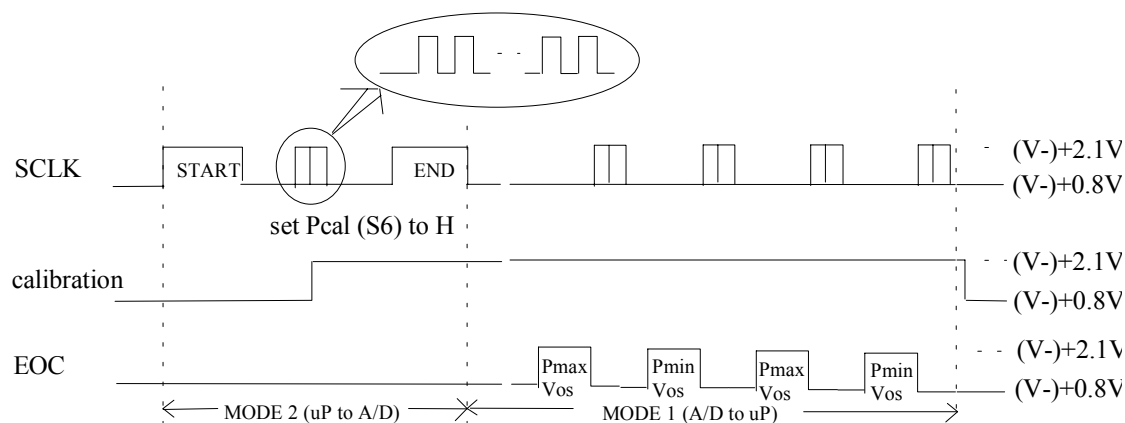 SCLK
START
END
(V-)+2.1V
(V-)+0.8V
set Pcal (S6) to H
calibration
(V-)+2.1V
(V-)+0.8V
EOC
Pmax
Vos
Pmin
Vos
Pmax
Vos
Pmin
Vos
(V-)+2.1V
(V-)+0.8V
MODE 2 (uP to A/D)
MODE 1 (A/D to uP)